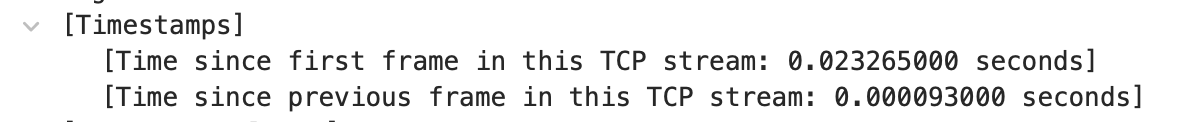 [Timestamps]
[Time since first frame in this TCP stream: 0.023265000 seconds]
[Time since previous frame in this TCP stream: 0.000093000 seconds]